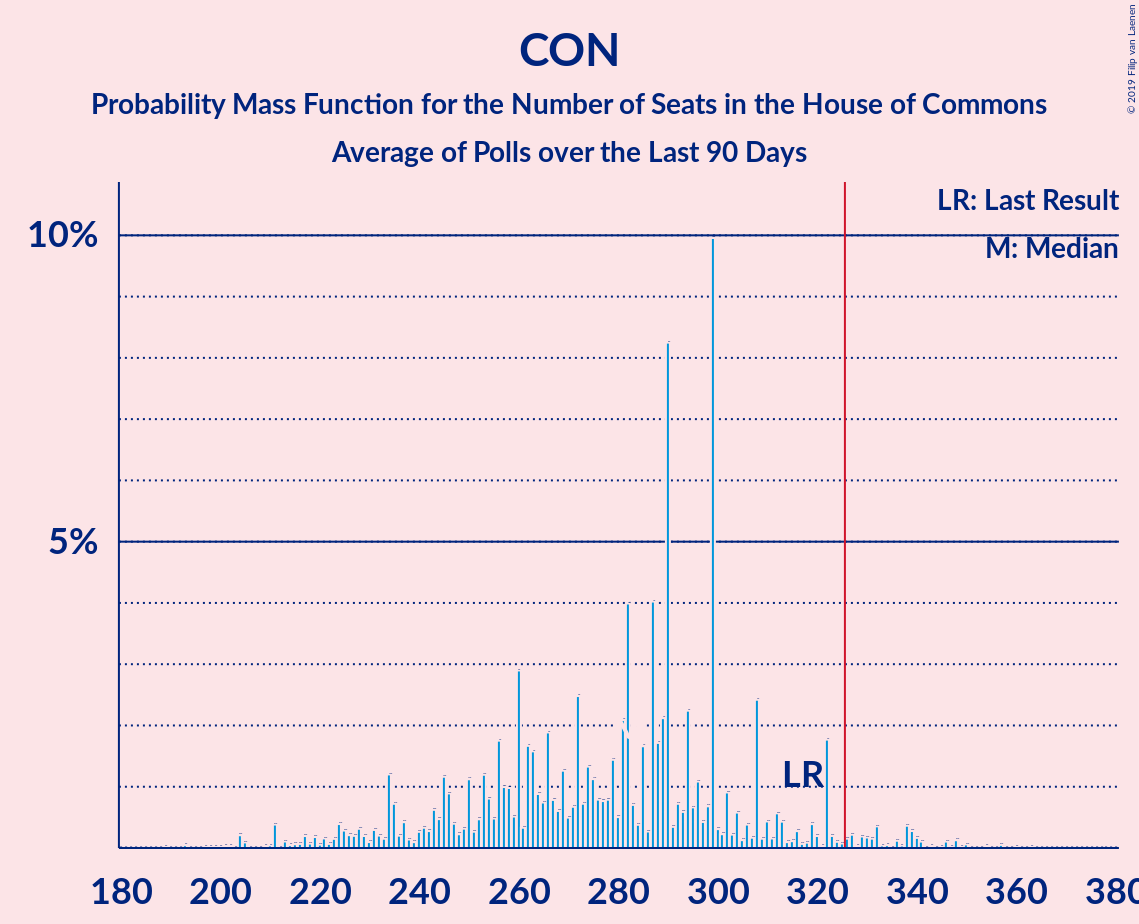 CON
Probability Mass Function for the Number of Seats in the House of Commons
Average of Polls over the Last 90 Days
© 2019 Filip van Laenen
LR: Last Result
M: Median
10%
5%
LR
180 200 220 240 260 280 300 320 340 360 380